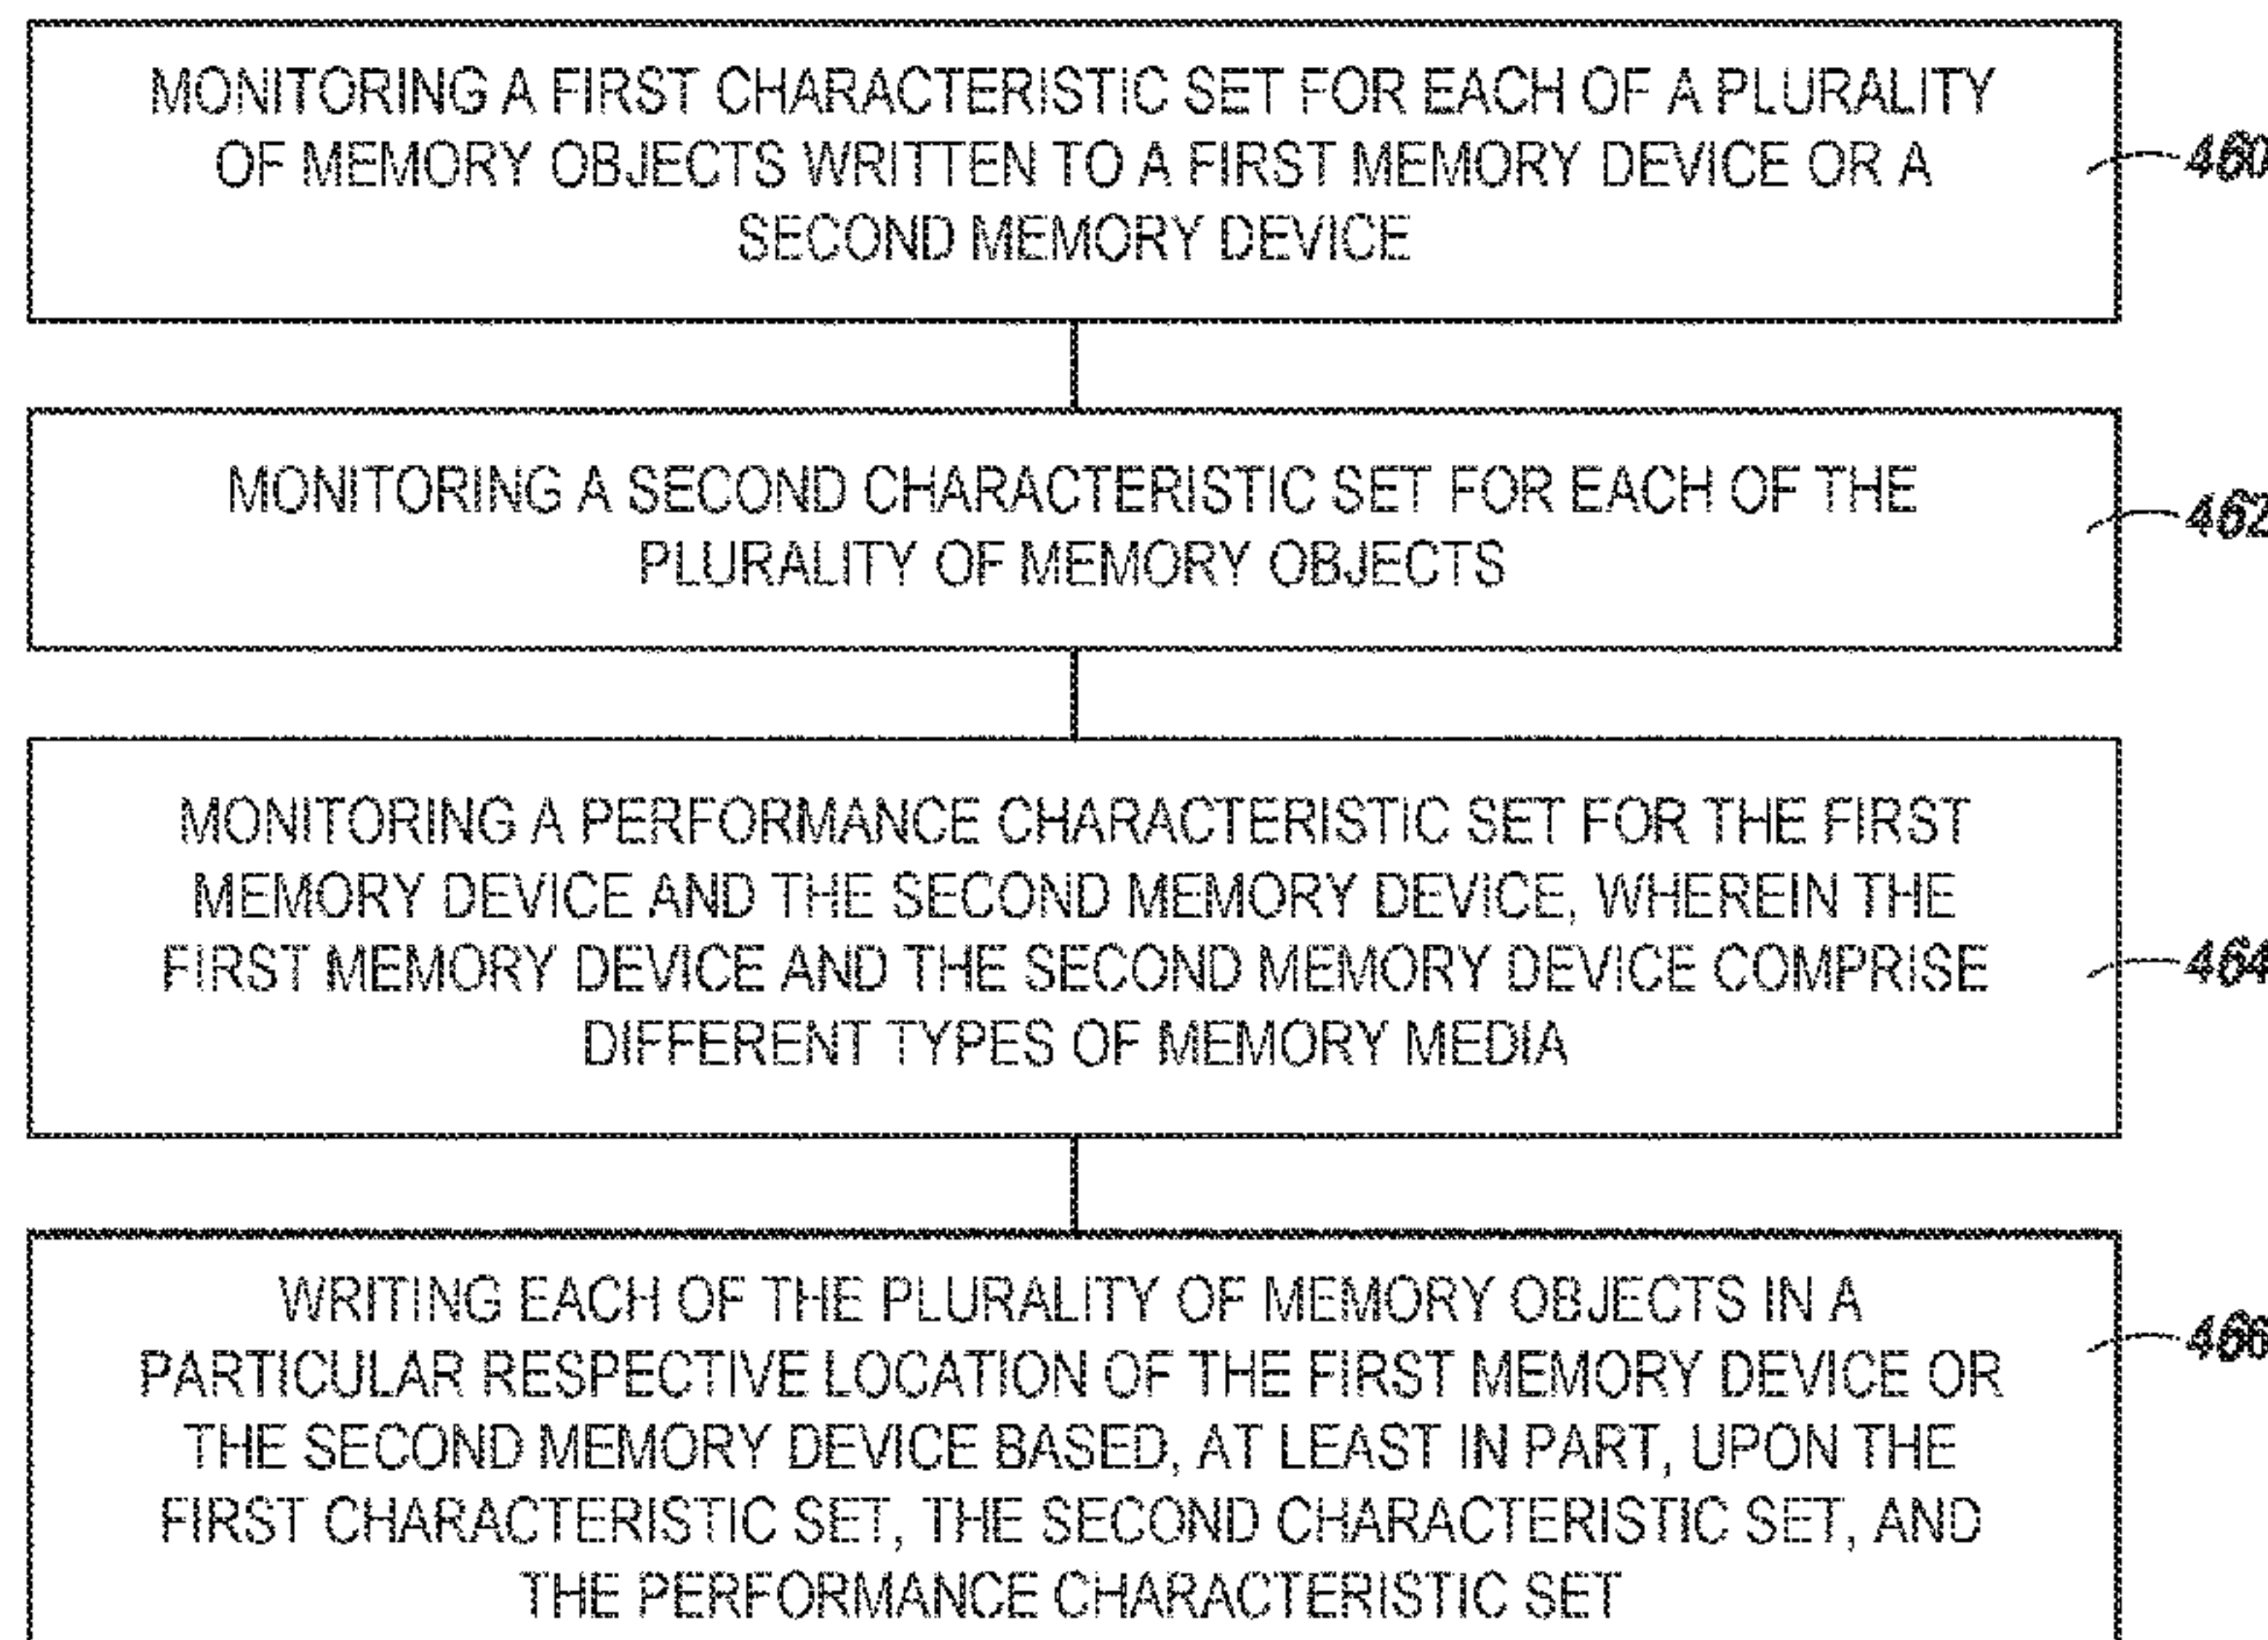 MONITORING A FIRST CHARACTERISTIC SET FOR EACH OF A PLURALITY
OF MEMORY OBJECTS WRITTEN TO A FIRST MEMORY DEVICE OR A
SECOND MEMORY DEVICE
460
MONITORING A SECOND CHARACTERISTIC SET FOR EACH OF THE
PLURALITY OF MEMORY OBJECTS
462
MONITORING A PERFORMANCE CHARACTERISTIC SET FOR THE FIRST
MEMORY DEVICE AND THE SECOND MEMORY DEVICE, WHEREIN THE
FIRST MEMORY DEVICE AND THE SECOND MEMORY DEVICE COMPRISE
DIFFERENT TYPES OF MEMORY MEDIA
464
WRITING EACH OF THE PLURALITY OF MEMORY OBJECTS IN A
PARTICULAR RESPECTIVE LOCATION OF THE FIRST MEMORY DEVICE OR
THE SECOND MEMORY DEVICE BASED, AT LEAST IN PART, UPON THE
FIRST CHARACTERISTIC SET, THE SECOND CHARACTERISTIC SET, AND
THE PERFORMANCE CHARACTERISTIC SET
466